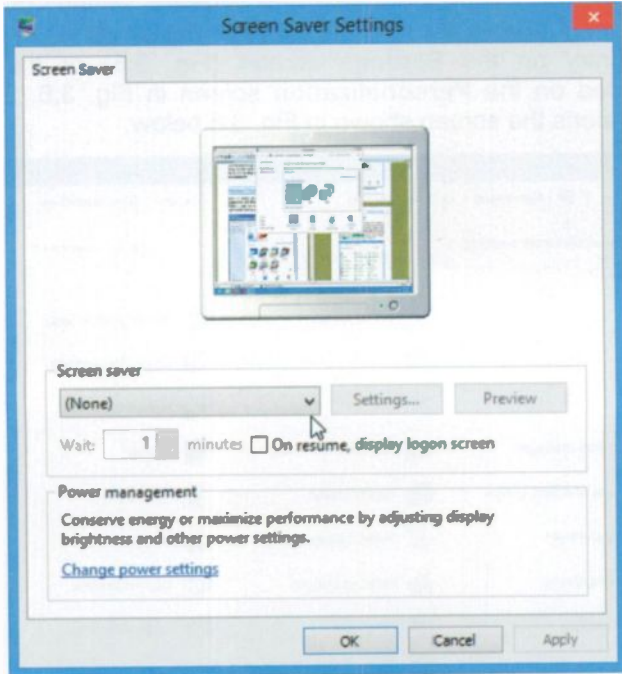 Screen Saver Settings
Screen Saver
Screen saver
(None)
Settings...
Preview
Wait: 1 minutes On resume, display logon screen
Power management
Conserve energy or maximize performance by adjusting display
brightness and other power settings.
Change power settings
OK
Cancel
Apply